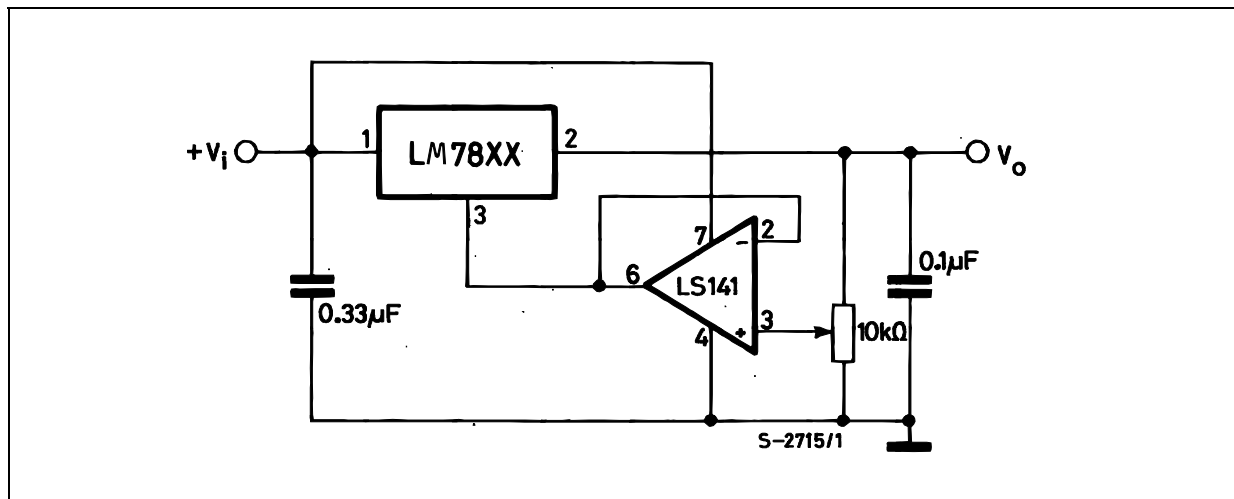 +Vi
1
LM78XX
2
Vo
3
7
2
-
6
LS141
0.1µF
0.33µF
4
+
3
10kΩ
S-2715/1